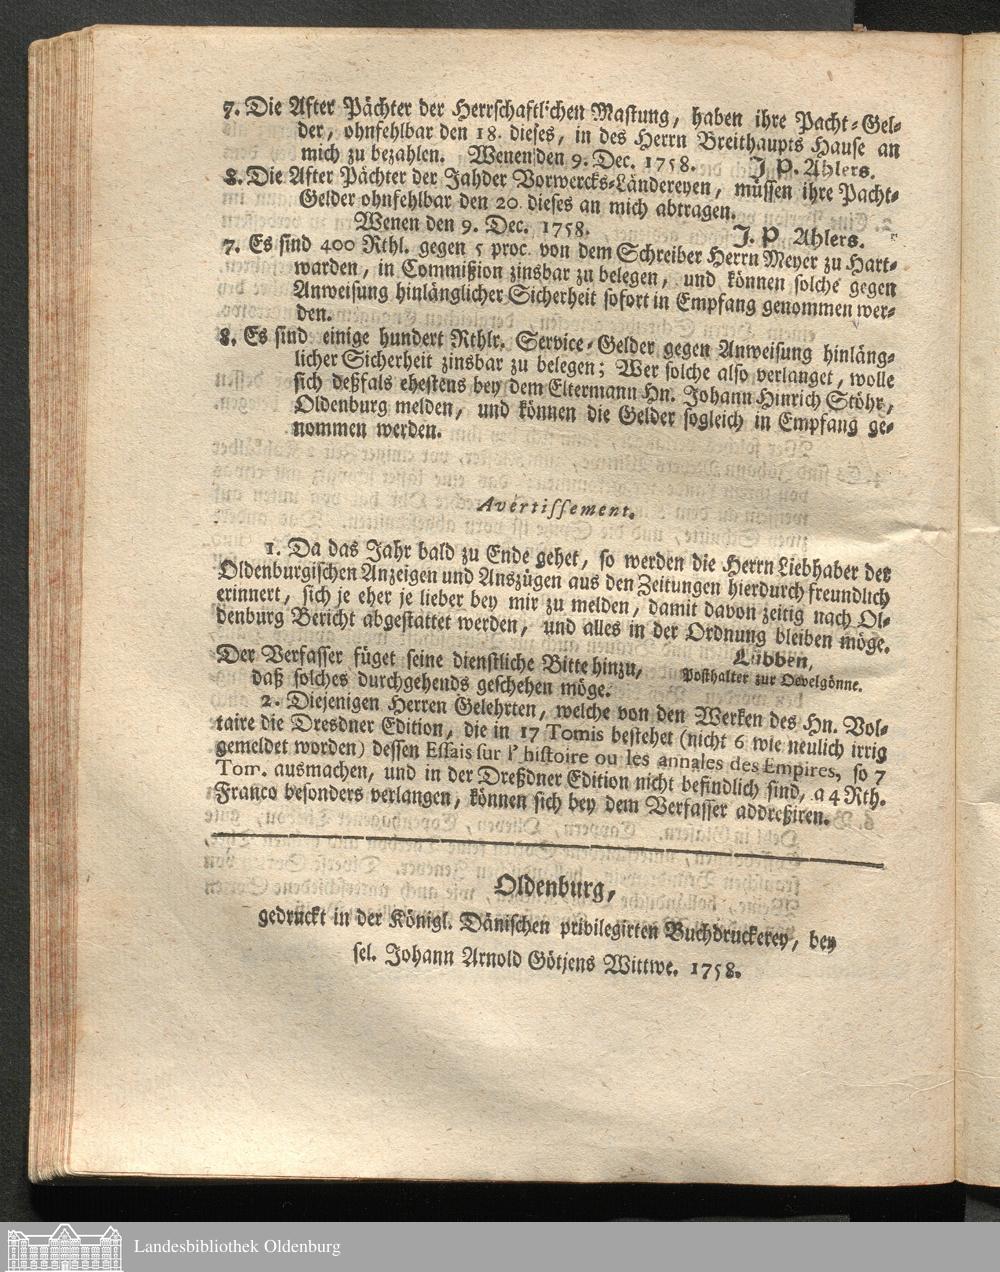 7. Die After Pächter der Herrschaftlichen Mastung, haben ihre Pacht-Gel-
der, ohnfehlbar den 18. dieses, in des Herrn Breithaupts Hause an
mich zu bezahlen. Wenen den 9. Dec. 1758. J. P. Ahlers.
8. Die After Pächter der Jahder Vorwercks-Ländereyen, müssen ihre Pacht-
Gelder ohnfehlbar den 20. dieses an mich abtragen.
Wenen den 9. Dec. 1758. J. P. Ahlers.
7. Es sind 400 Rthl. gegen 5 proc. von dem Schreiber Herrn Meyer zu Hart-
warden, in Commißion zinsbar zu belegen, und können solche gegen
Anweisung hinlänglicher Sicherheit sofort in Empfang genommen wer-
den.
8. Es sind einige hundert Rthlr. Service-Gelder gegen Anweisung hinläng-
licher Sicherheit zinsbar zu belegen; Wer solche also verlanget, wolle
sich deßfals ehestens bey dem Eltermann Hn. Johann Hinrich Stöhr,
Oldenburg melden, und können die Gelder sogleich in Empfang ge-
nommen werden.
Avertissement.
1. Da das Jahr bald zu Ende gehet, so werden die Herrn Liebhaber der
Oldenburgischen Anzeigen und Auszügen aus den Zeitungen hierdurch freundlich
erinnert, sich je eher je lieber bey mir zu melden, damit davon zeitig nach Ol-
denburg Bericht abgestattet werden, und alles in der Ordnung bleiben möge.
Lübben,
Posthalter zur Oevelgönne.
Der Verfasser füget seine dienstliche Bitte hinzu,
daß solches durchgehends geschehen möge.
2. Diejenigen Herren Gelehrten, welche von den Werken des Hn. Vol-
taire die Dresdner Edition, die in 17 Tomis bestehet (nicht 6 wie neulich irrig
gemeldet worden) dessen Essais sur l' histoire ou les annales des Empires, so 7
Tom. ausmachen, und in der Dreßdner Edition nicht befindlich sind, a 4 Rth.
Franco besonders verlangen, können sich bey dem Verfasser addreßiren.
Oldenburg,
gedruckt in der Königl. Dänischen privilegirten Buchdruckerey, bey
sel. Johann Arnold Götjens Wittwe. 1758.
Landesbibliothek Oldenburg